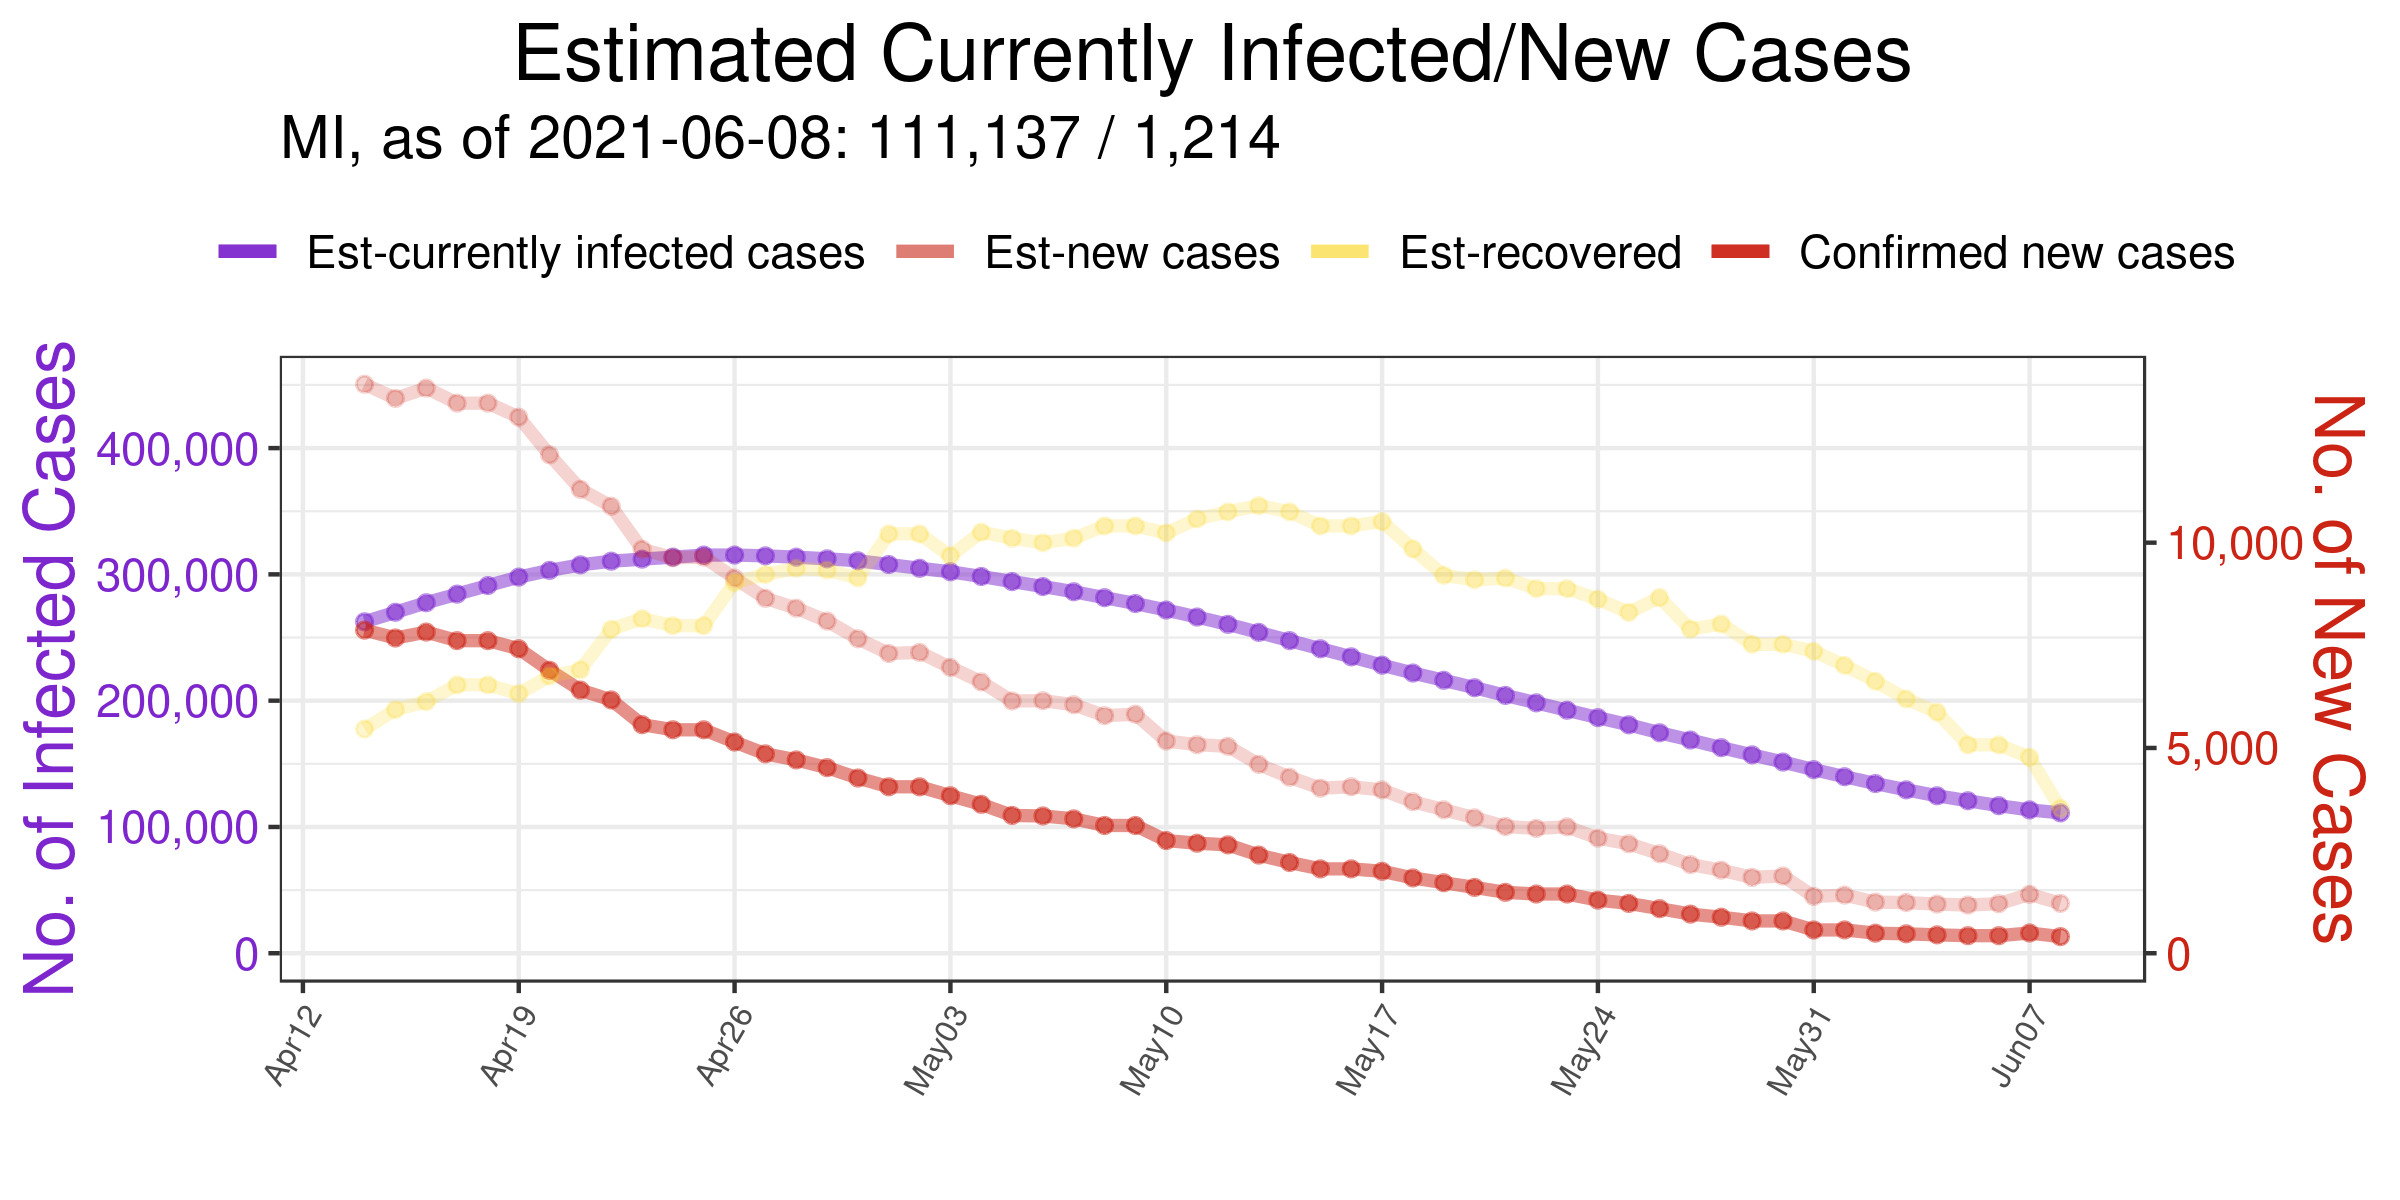 Estimated Currently Infected/New Cases
MI, as of 2021-06-08: 111,137 / 1,214
Est-currently infected cases Est-new cases Est-recovered Confirmed new cases
No. of Infected Cases
400,000
300,000
200,000
100,000
0
10,000
5,000
0
No. of New Cases
Apr12 Apr19 Apr26 May03 May10 May17 May24 May31 Jun07